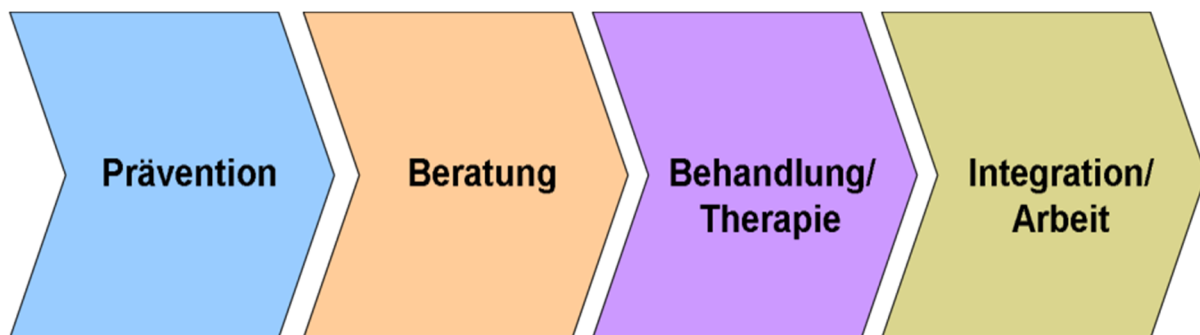 Prävention
Beratung
Behandlung/
Therapie
Integration/
Arbeit